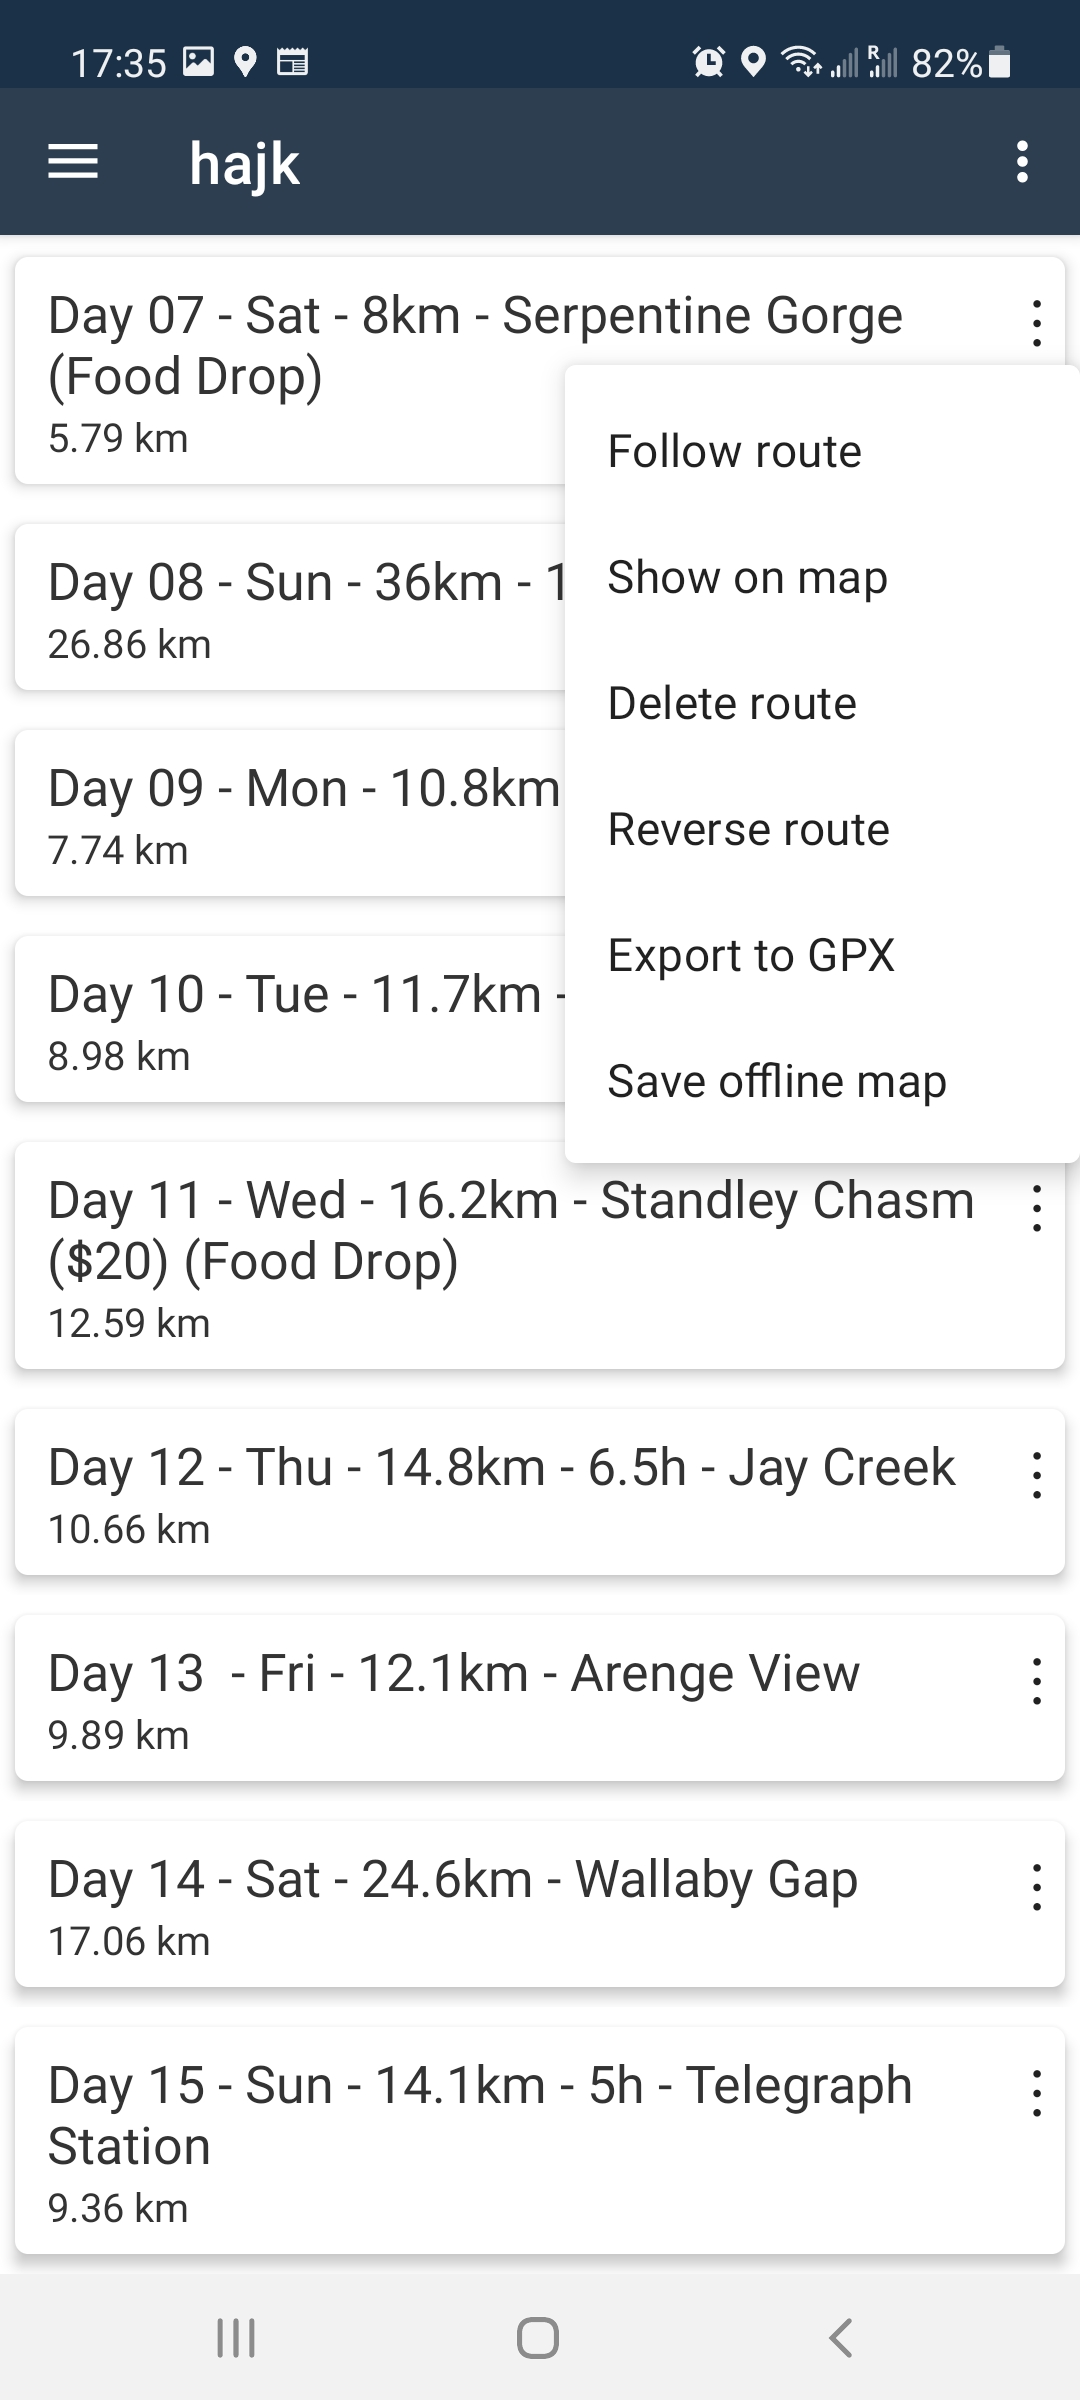 17:35
R
82%
hajk
Day 07 - Sat - 8km - Serpentine Gorge
(Food Drop)
5.79 km
Follow route
Show on map
Delete route
Reverse route
Export to GPX
Save offline map
Day 08 - Sun - 36km - 1
26.86 km
Day 09 - Mon - 10.8km
7.74 km
Day 10 - Tue - 11.7km -
8.98 km
Day 11 - Wed - 16.2km - Standley Chasm
($20) (Food Drop)
12.59 km
Day 12 - Thu - 14.8km - 6.5h - Jay Creek
10.66 km
Day 13  - Fri - 12.1km - Arenge View
9.89 km
Day 14 - Sat - 24.6km - Wallaby Gap
17.06 km
Day 15 - Sun - 14.1km - 5h - Telegraph
Station
9.36 km